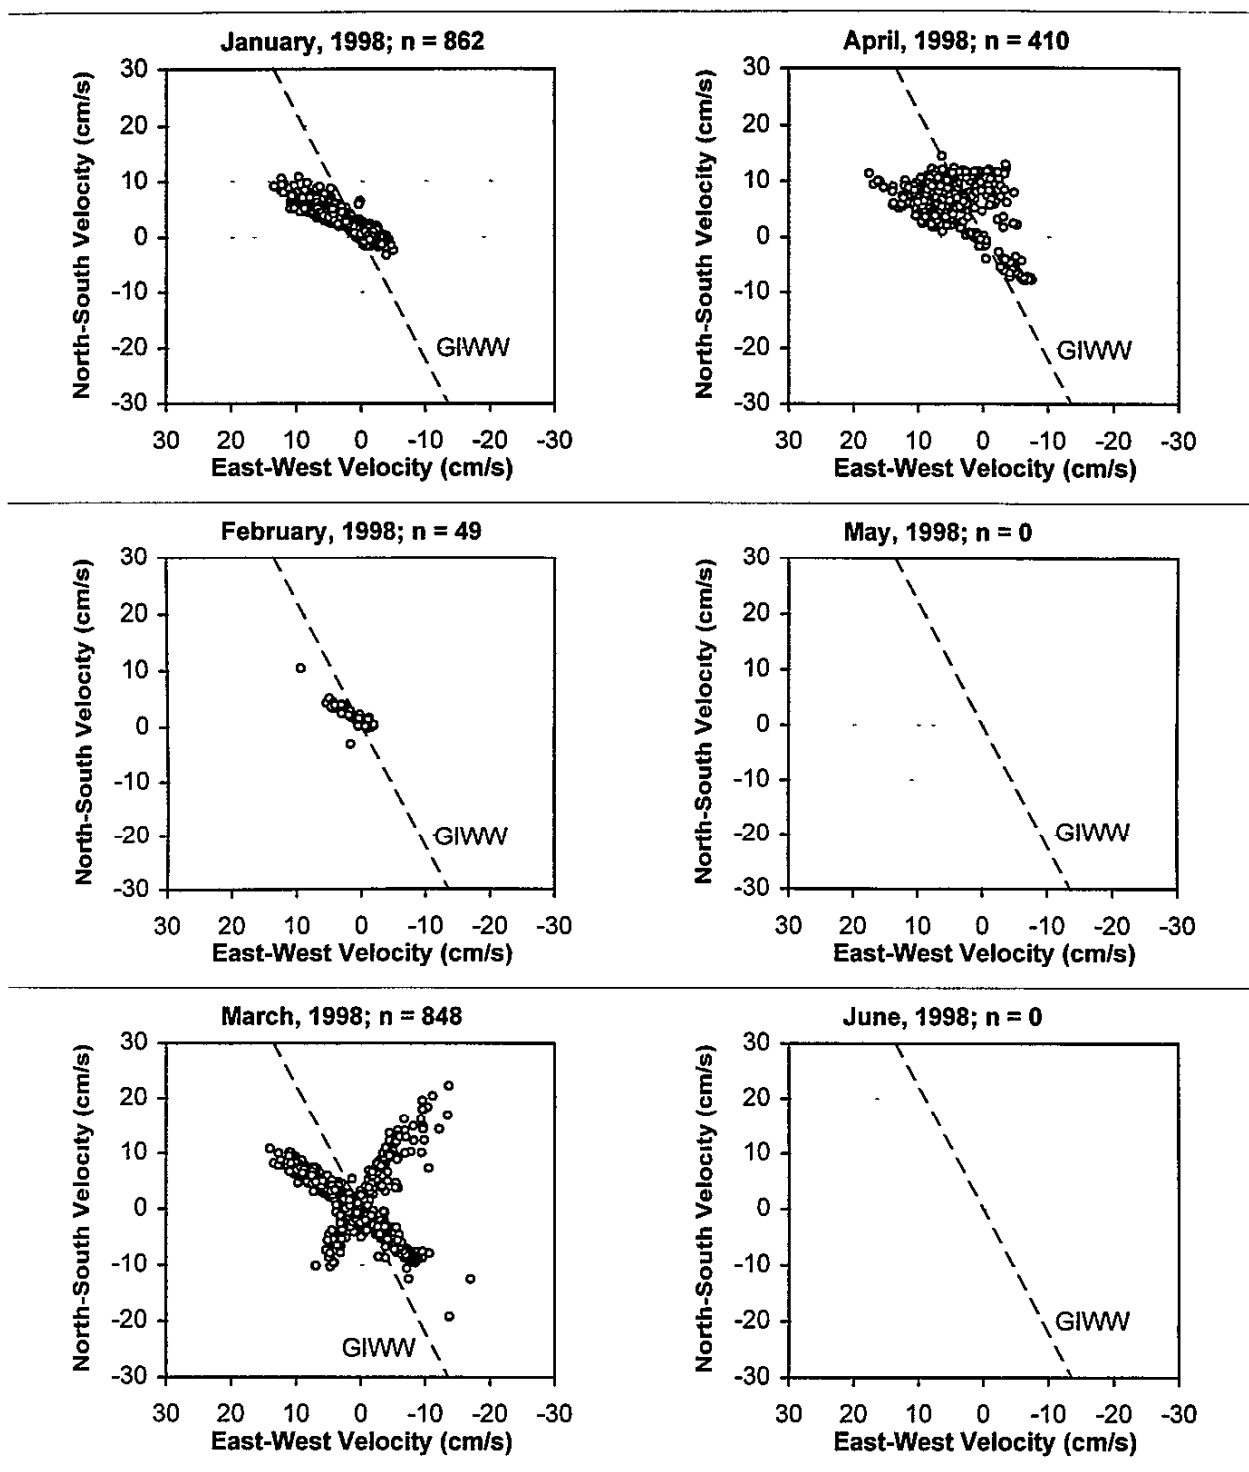 January, 1998; n = 862
North-South Velocity (cm/s)
30
20
10
0
-10
-20
-30
GIWW
30 20 10 0 -10 -20 -30
East-West Velocity (cm/s)
April, 1998; n = 410
North-South Velocity (cm/s)
30
20
10
0
-10
-20
-30
GIWW
30 20 10 0 -10 -20 -30
East-West Velocity (cm/s)
February, 1998; n = 49
North-South Velocity (cm/s)
30
20
10
0
-10
-20
-30
GIWW
30 20 10 0 -10 -20 -30
East-West Velocity (cm/s)
May, 1998; n = 0
North-South Velocity (cm/s)
30
20
10
0
-10
-20
-30
GIWW
30 20 10 0 -10 -20 -30
East-West Velocity (cm/s)
March, 1998; n = 848
North-South Velocity (cm/s)
30
20
10
0
-10
-20
-30
GIWW
30 20 10 0 -10 -20 -30
East-West Velocity (cm/s)
June, 1998; n = 0
North-South Velocity (cm/s)
30
20
10
0
-10
-20
-30
GIWW
30 20 10 0 -10 -20 -30
East-West Velocity (cm/s)